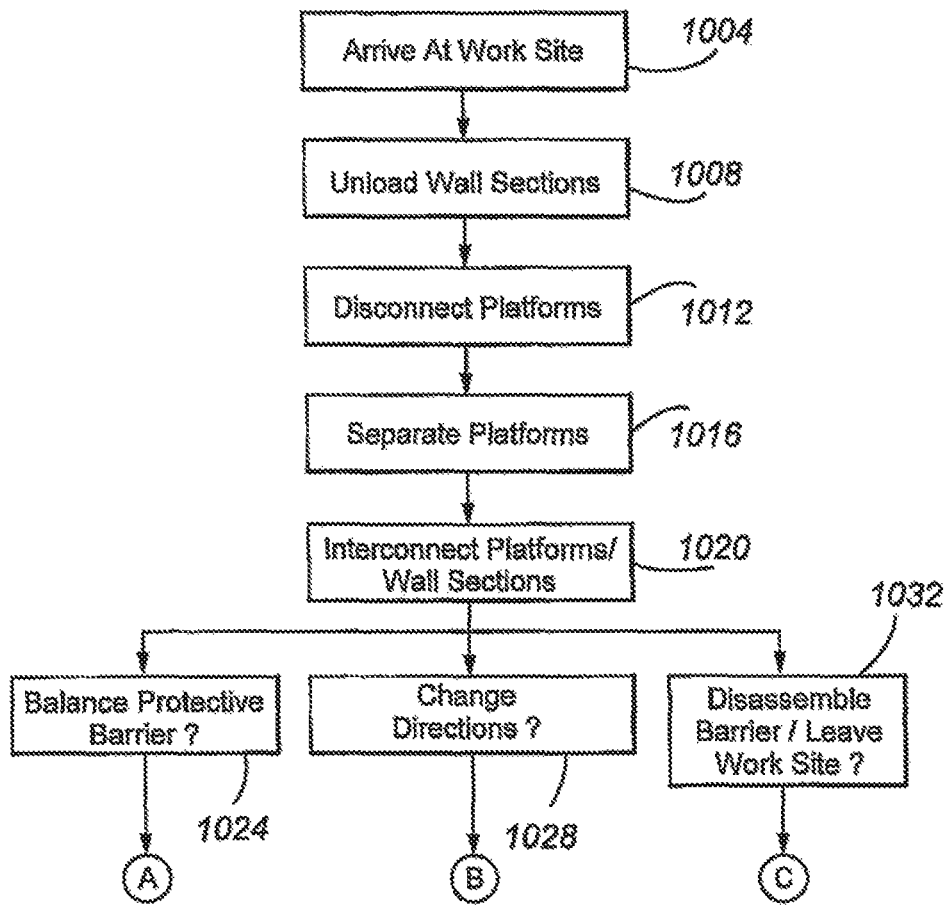 Arrive At Work Site
1004
Unload Wall Sections
1008
Disconnect Platforms
1012
Separate Platforms
1016
Interconnect Platforms/
Wall Sections
1020
1032
Balance Protective
Barrier ?
1024
Change
Directions ?
1028
Disassemble
Barrier / Leave
Work Site ?
A
B
C